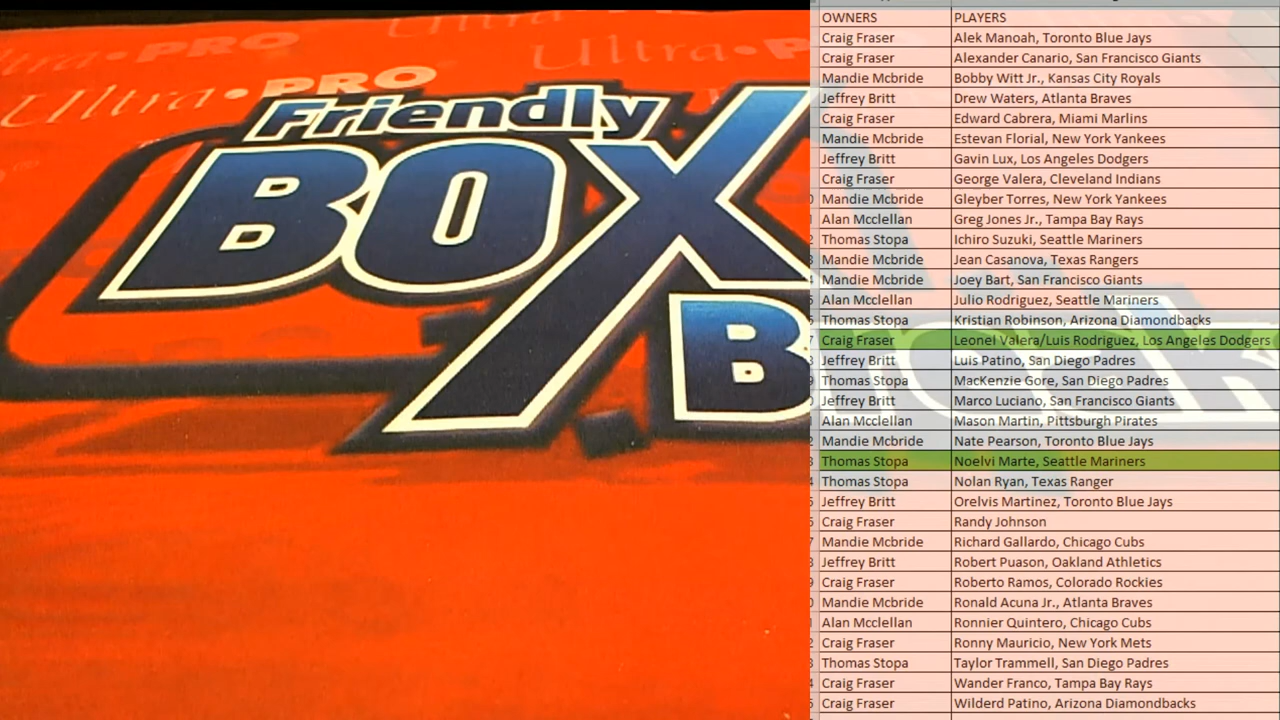 Ultra•PRO
Ultra•PRO
Ultra•P
Friendly
BOX
B
OWNERS PLAYERS
Craig Fraser Alek Manoah, Toronto Blue Jays
Craig Fraser Alexander Canario, San Francisco Giants
Mandie Mcbride Bobby Witt Jr., Kansas City Royals
Jeffrey Britt Drew Waters, Atlanta Braves
Craig Fraser Edward Cabrera, Miami Marlins
Mandie Mcbride Estevan Florial, New York Yankees
Jeffrey Britt Gavin Lux, Los Angeles Dodgers
Craig Fraser George Valera, Cleveland Indians
Mandie Mcbride Gleyber Torres, New York Yankees
Alan Mcclellan Greg Jones Jr., Tampa Bay Rays
Thomas Stopa Ichiro Suzuki, Seattle Mariners
Mandie Mcbride Jean Casanova, Texas Rangers
Mandie Mcbride Joey Bart, San Francisco Giants
Alan Mcclellan Julio Rodriguez, Seattle Mariners
Thomas Stopa Kristian Robinson, Arizona Diamondbacks
Craig Fraser Leonel Valera/Luis Rodriguez, Los Angeles Dodgers
Jeffrey Britt Luis Patino, San Diego Padres
Thomas Stopa MacKenzie Gore, San Diego Padres
Jeffrey Britt Marco Luciano, San Francisco Giants
Alan Mcclellan Mason Martin, Pittsburgh Pirates
Mandie Mcbride Nate Pearson, Toronto Blue Jays
Thomas Stopa Noelvi Marte, Seattle Mariners
Thomas Stopa Nolan Ryan, Texas Ranger
Jeffrey Britt Orelvis Martinez, Toronto Blue Jays
Craig Fraser Randy Johnson
Mandie Mcbride Richard Gallardo, Chicago Cubs
Jeffrey Britt Robert Puason, Oakland Athletics
Craig Fraser Roberto Ramos, Colorado Rockies
Mandie Mcbride Ronald Acuna Jr., Atlanta Braves
Alan Mcclellan Ronnier Quintero, Chicago Cubs
Craig Fraser Ronny Mauricio, New York Mets
Thomas Stopa Taylor Trammell, San Diego Padres
Craig Fraser Wander Franco, Tampa Bay Rays
Craig Fraser Wilderd Patino, Arizona Diamondbacks